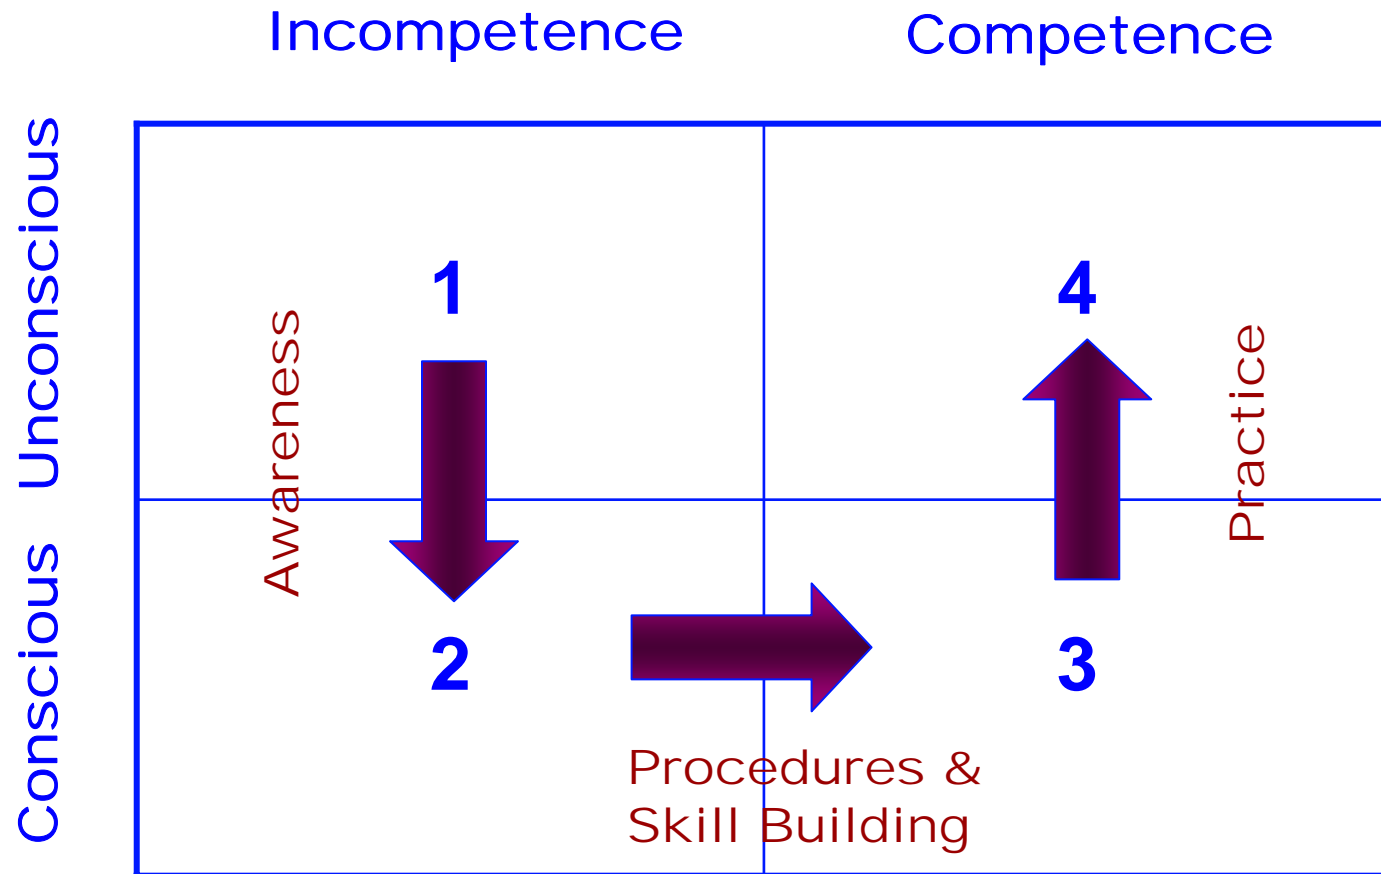 Incompetence
Competence
Unconscious
1
4
Awareness
Practice
Conscious
2
3
Procedures &
Skill Building